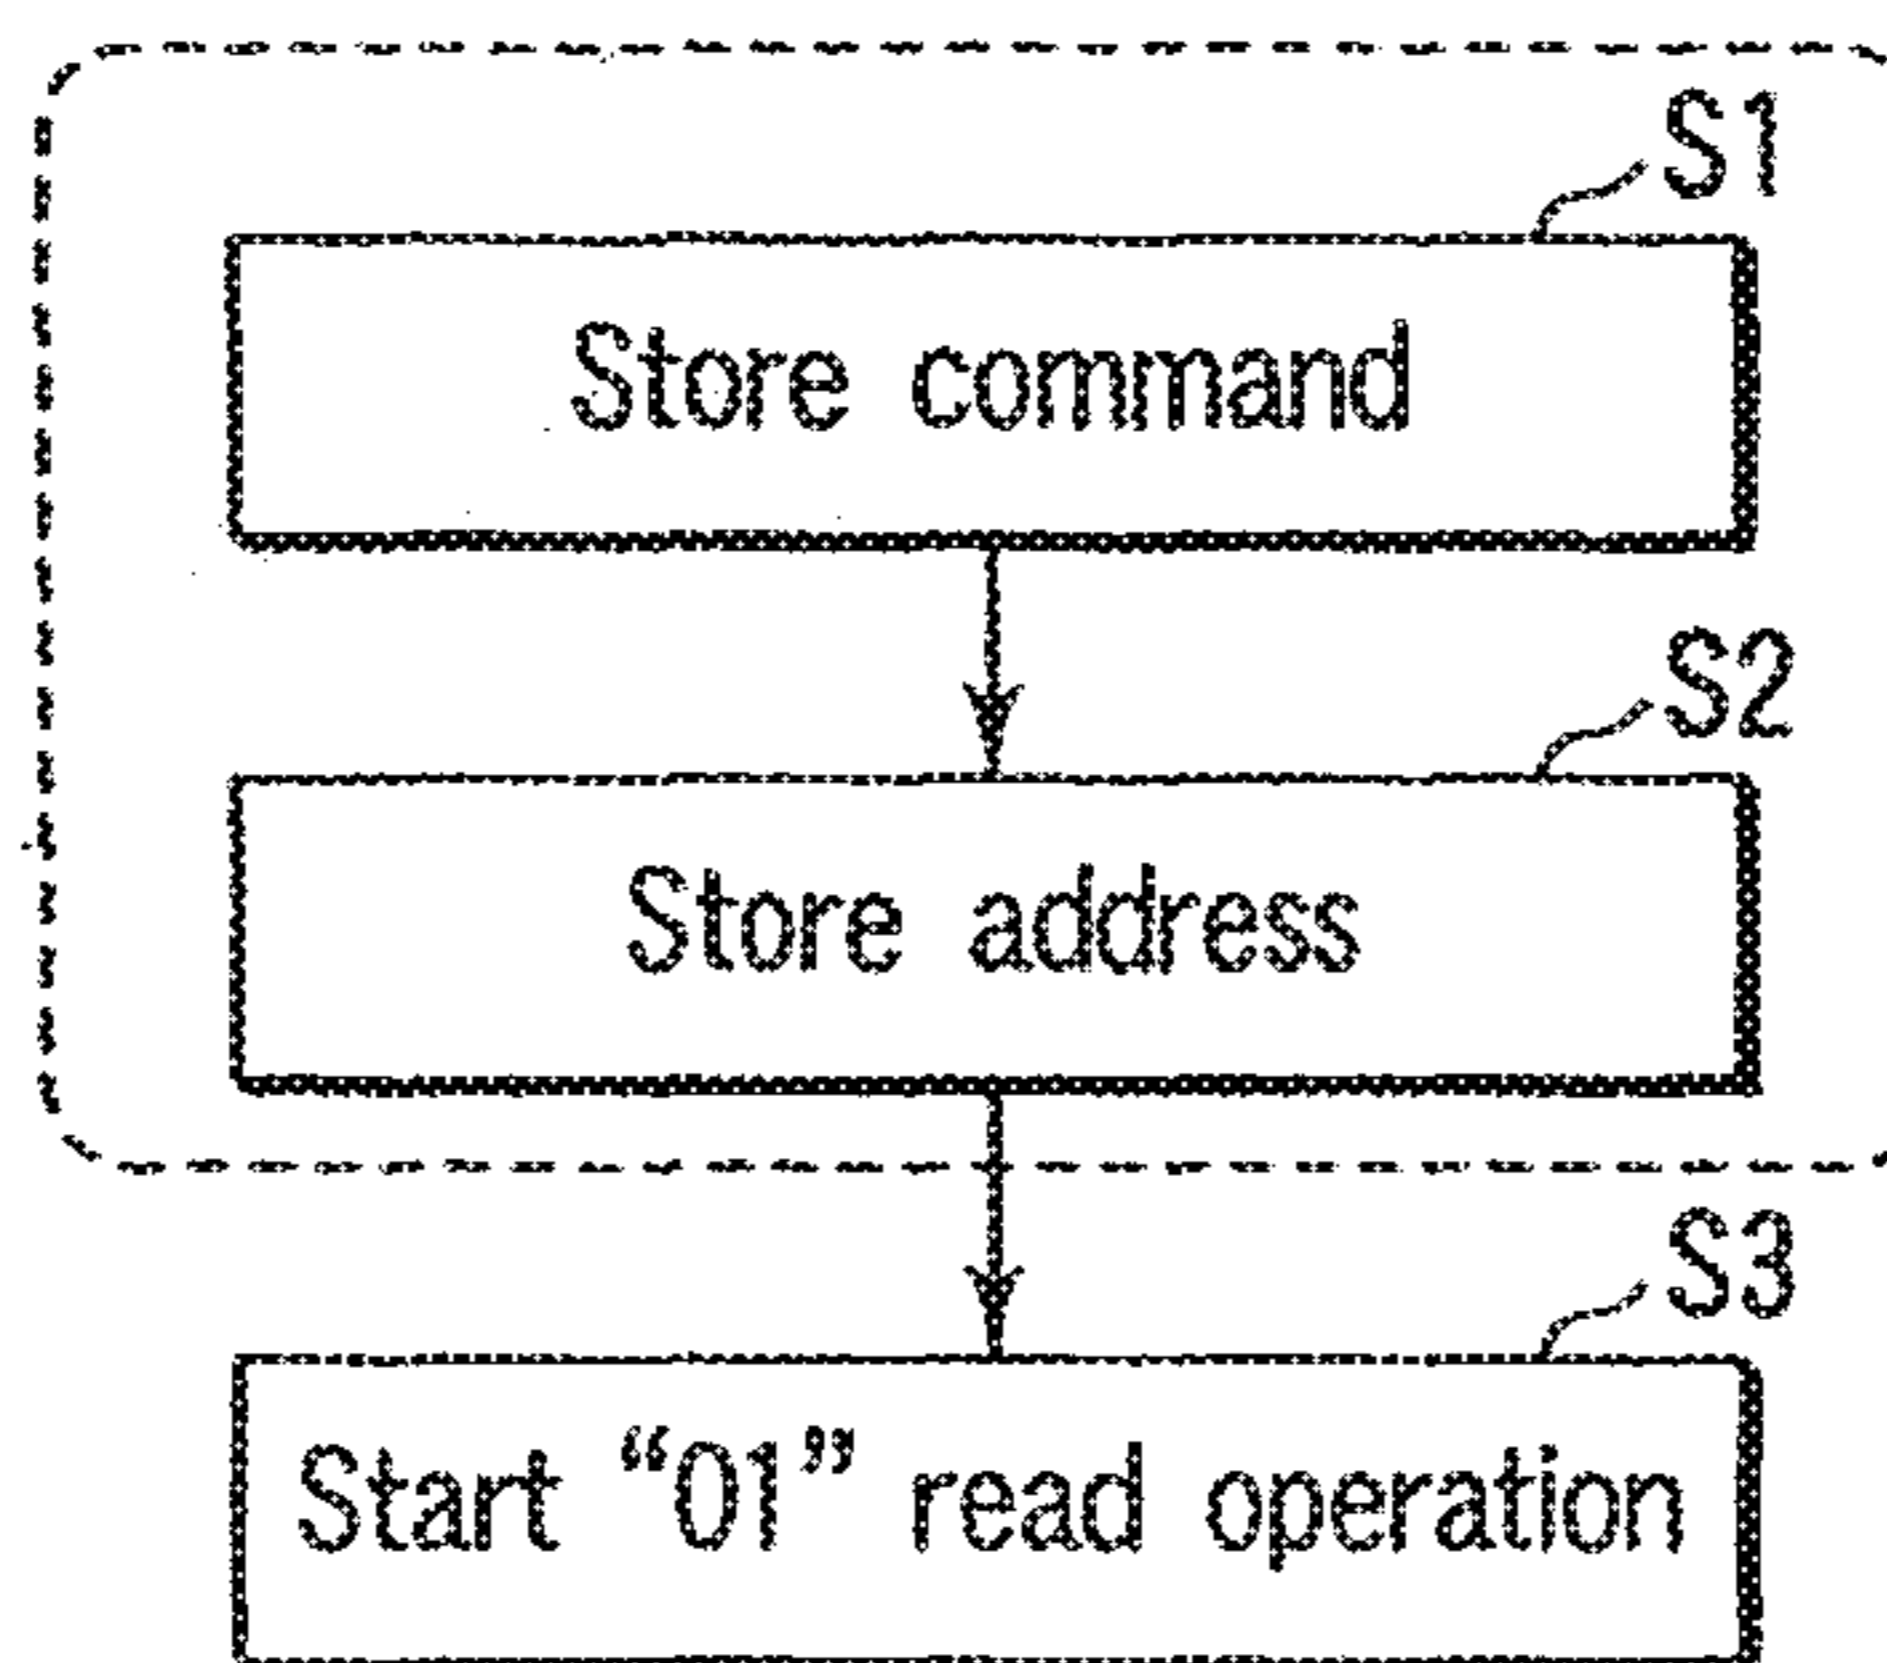 S1
Store command
S2
Store address
S3
Start “01” read operation